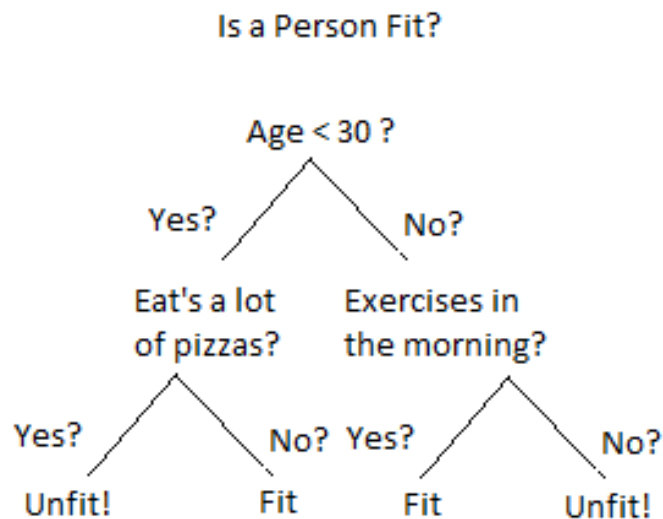 Is a Person Fit?
Age < 30 ?
Yes?
No?
Eat's a lot
of pizzas?
Exercises in
the morning?
Yes?
No?
Yes?
No?
Unfit!
Fit
Fit
Unfit!